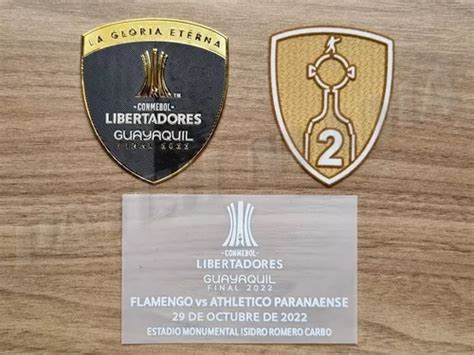 LA GLORIA ETERNA
TM
CONMEBOL
LIBERTADORES
GUAYAQUIL
FINAL 2022
2
CONMEBOL
LIBERTADORES
GUAYAQUIL
FINAL 2022
FLAMENGO vs ATHLETICO PARANAENSE
29 DE OCTUBRE DE 2022
ESTADIO MONUMENTAL ISIDRO ROMERO CARBO